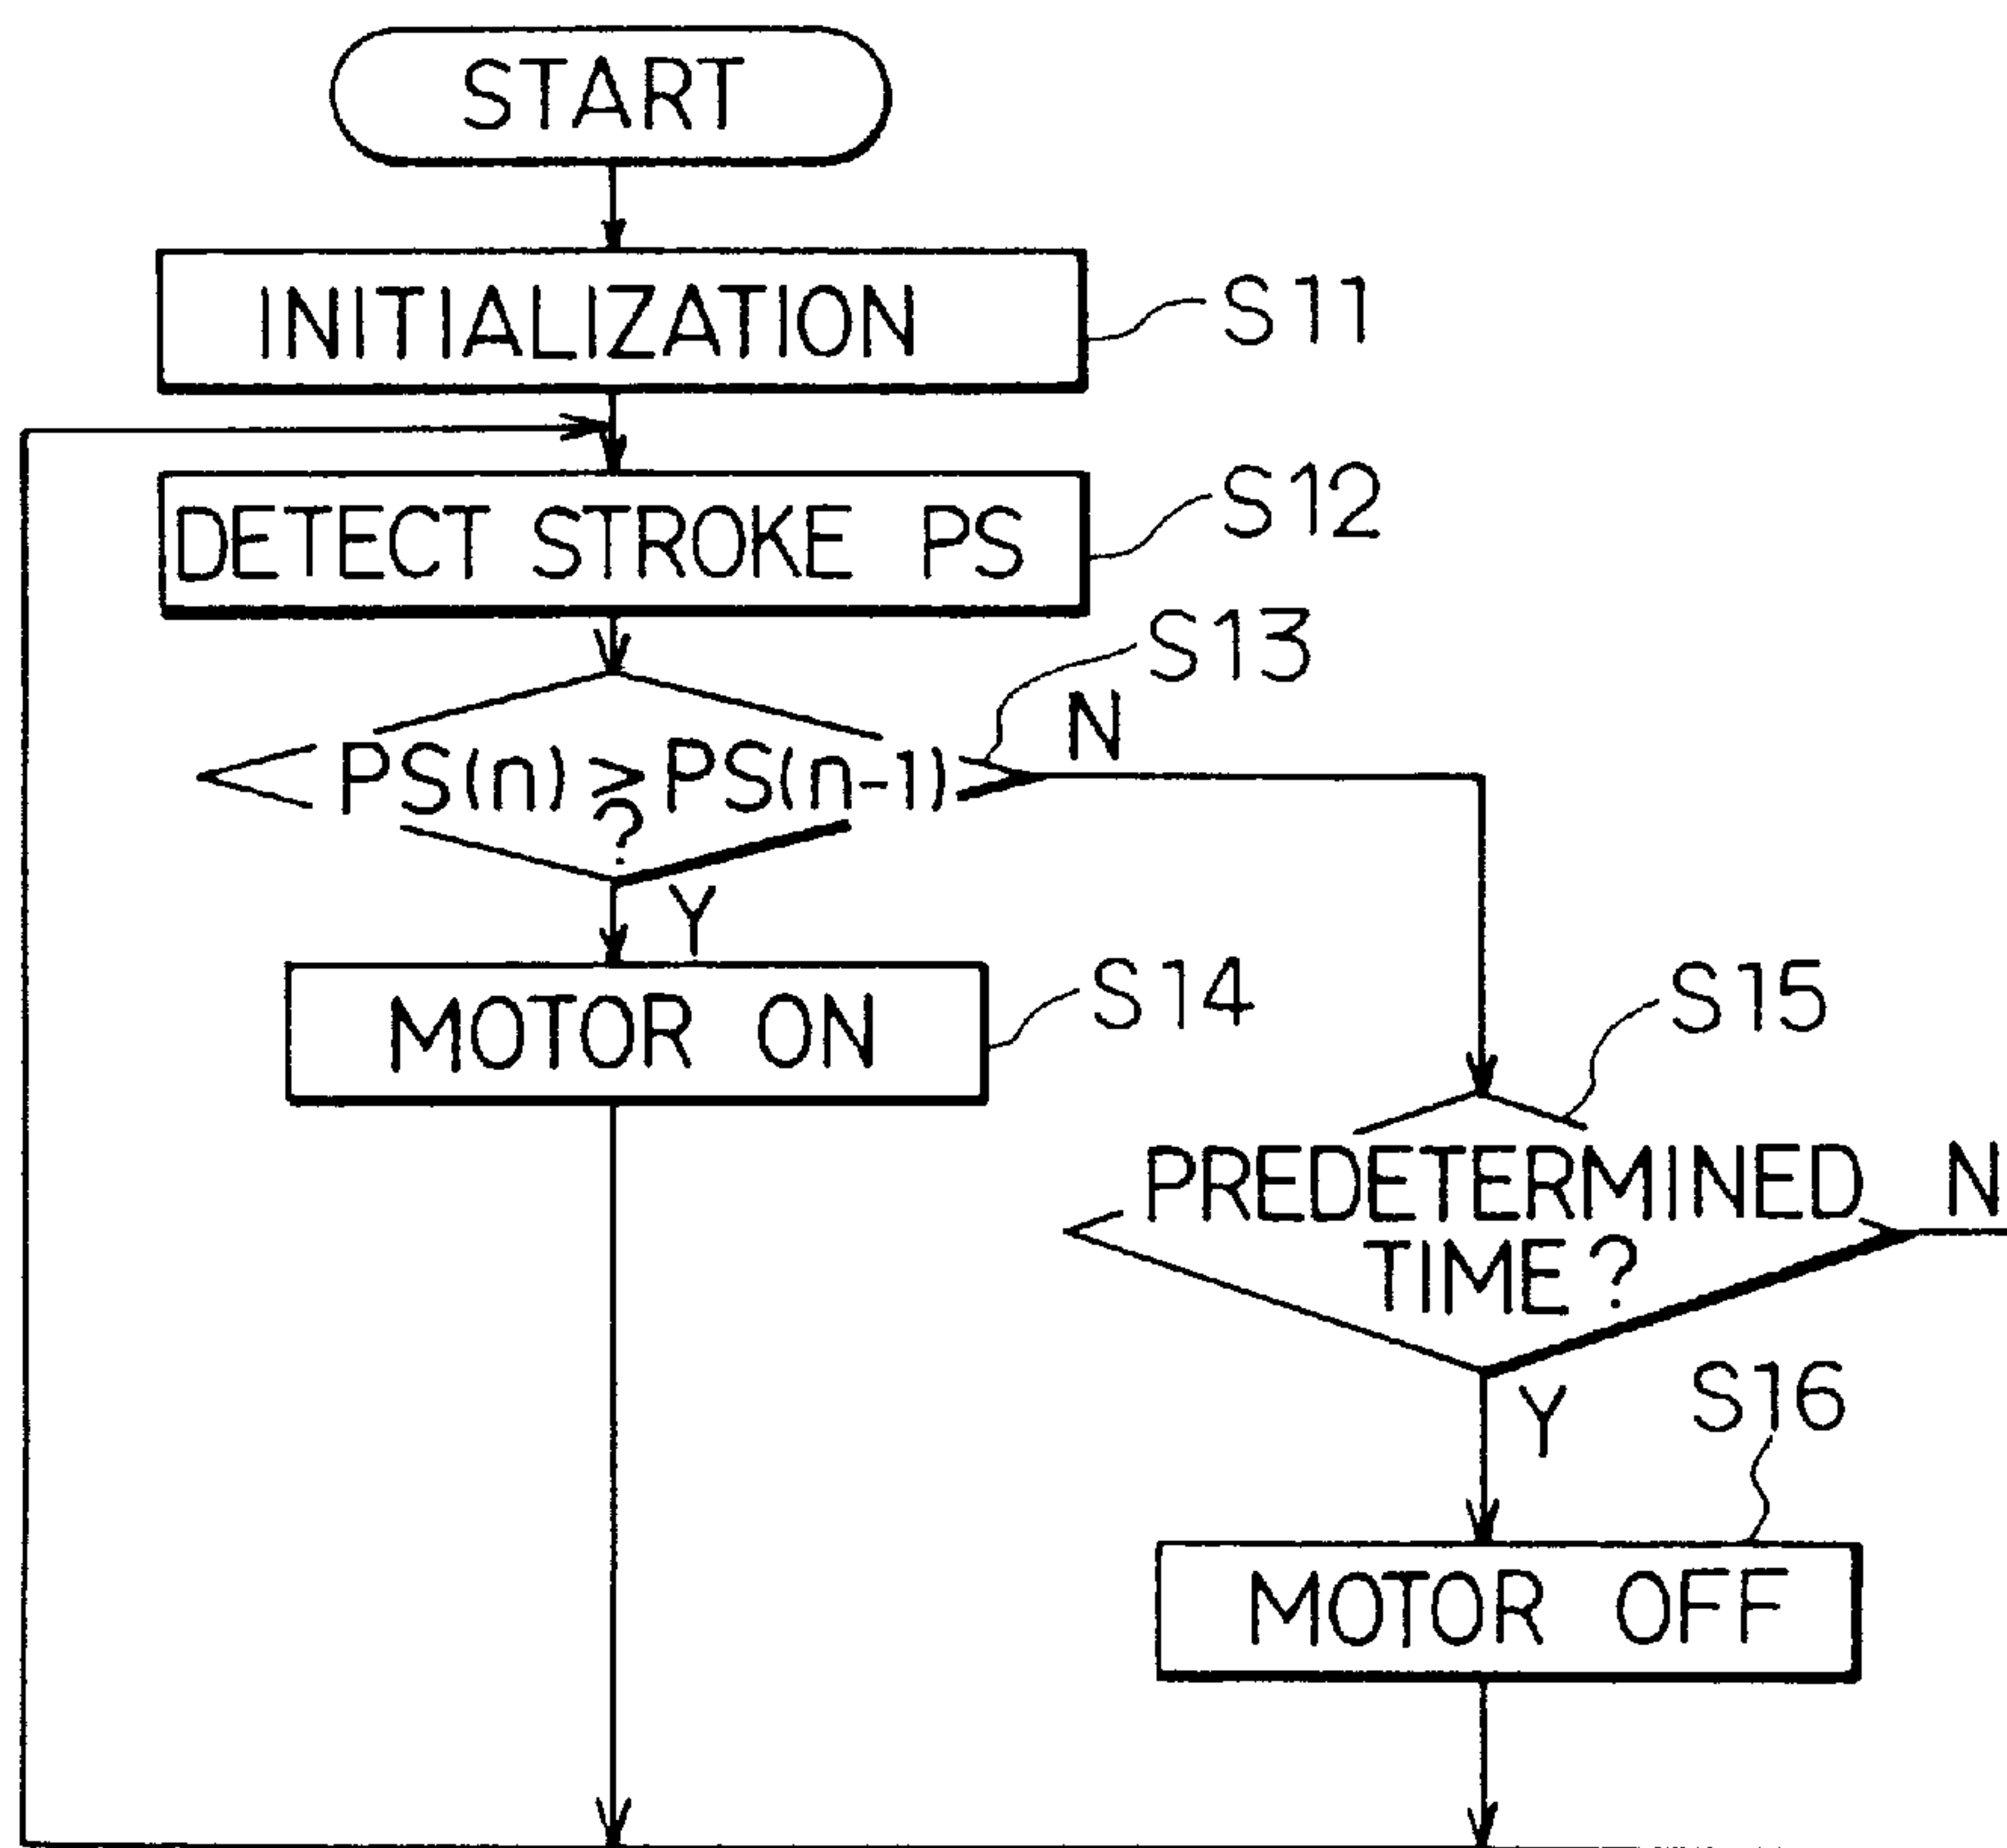 START
INITIALIZATION
S11
DETECT STROKE PS
S12
S13
PS(n)≥PS(n-1)
?
N
Y
MOTOR ON
S14
S15
PREDETERMINED
TIME?
N
Y
S16
MOTOR OFF